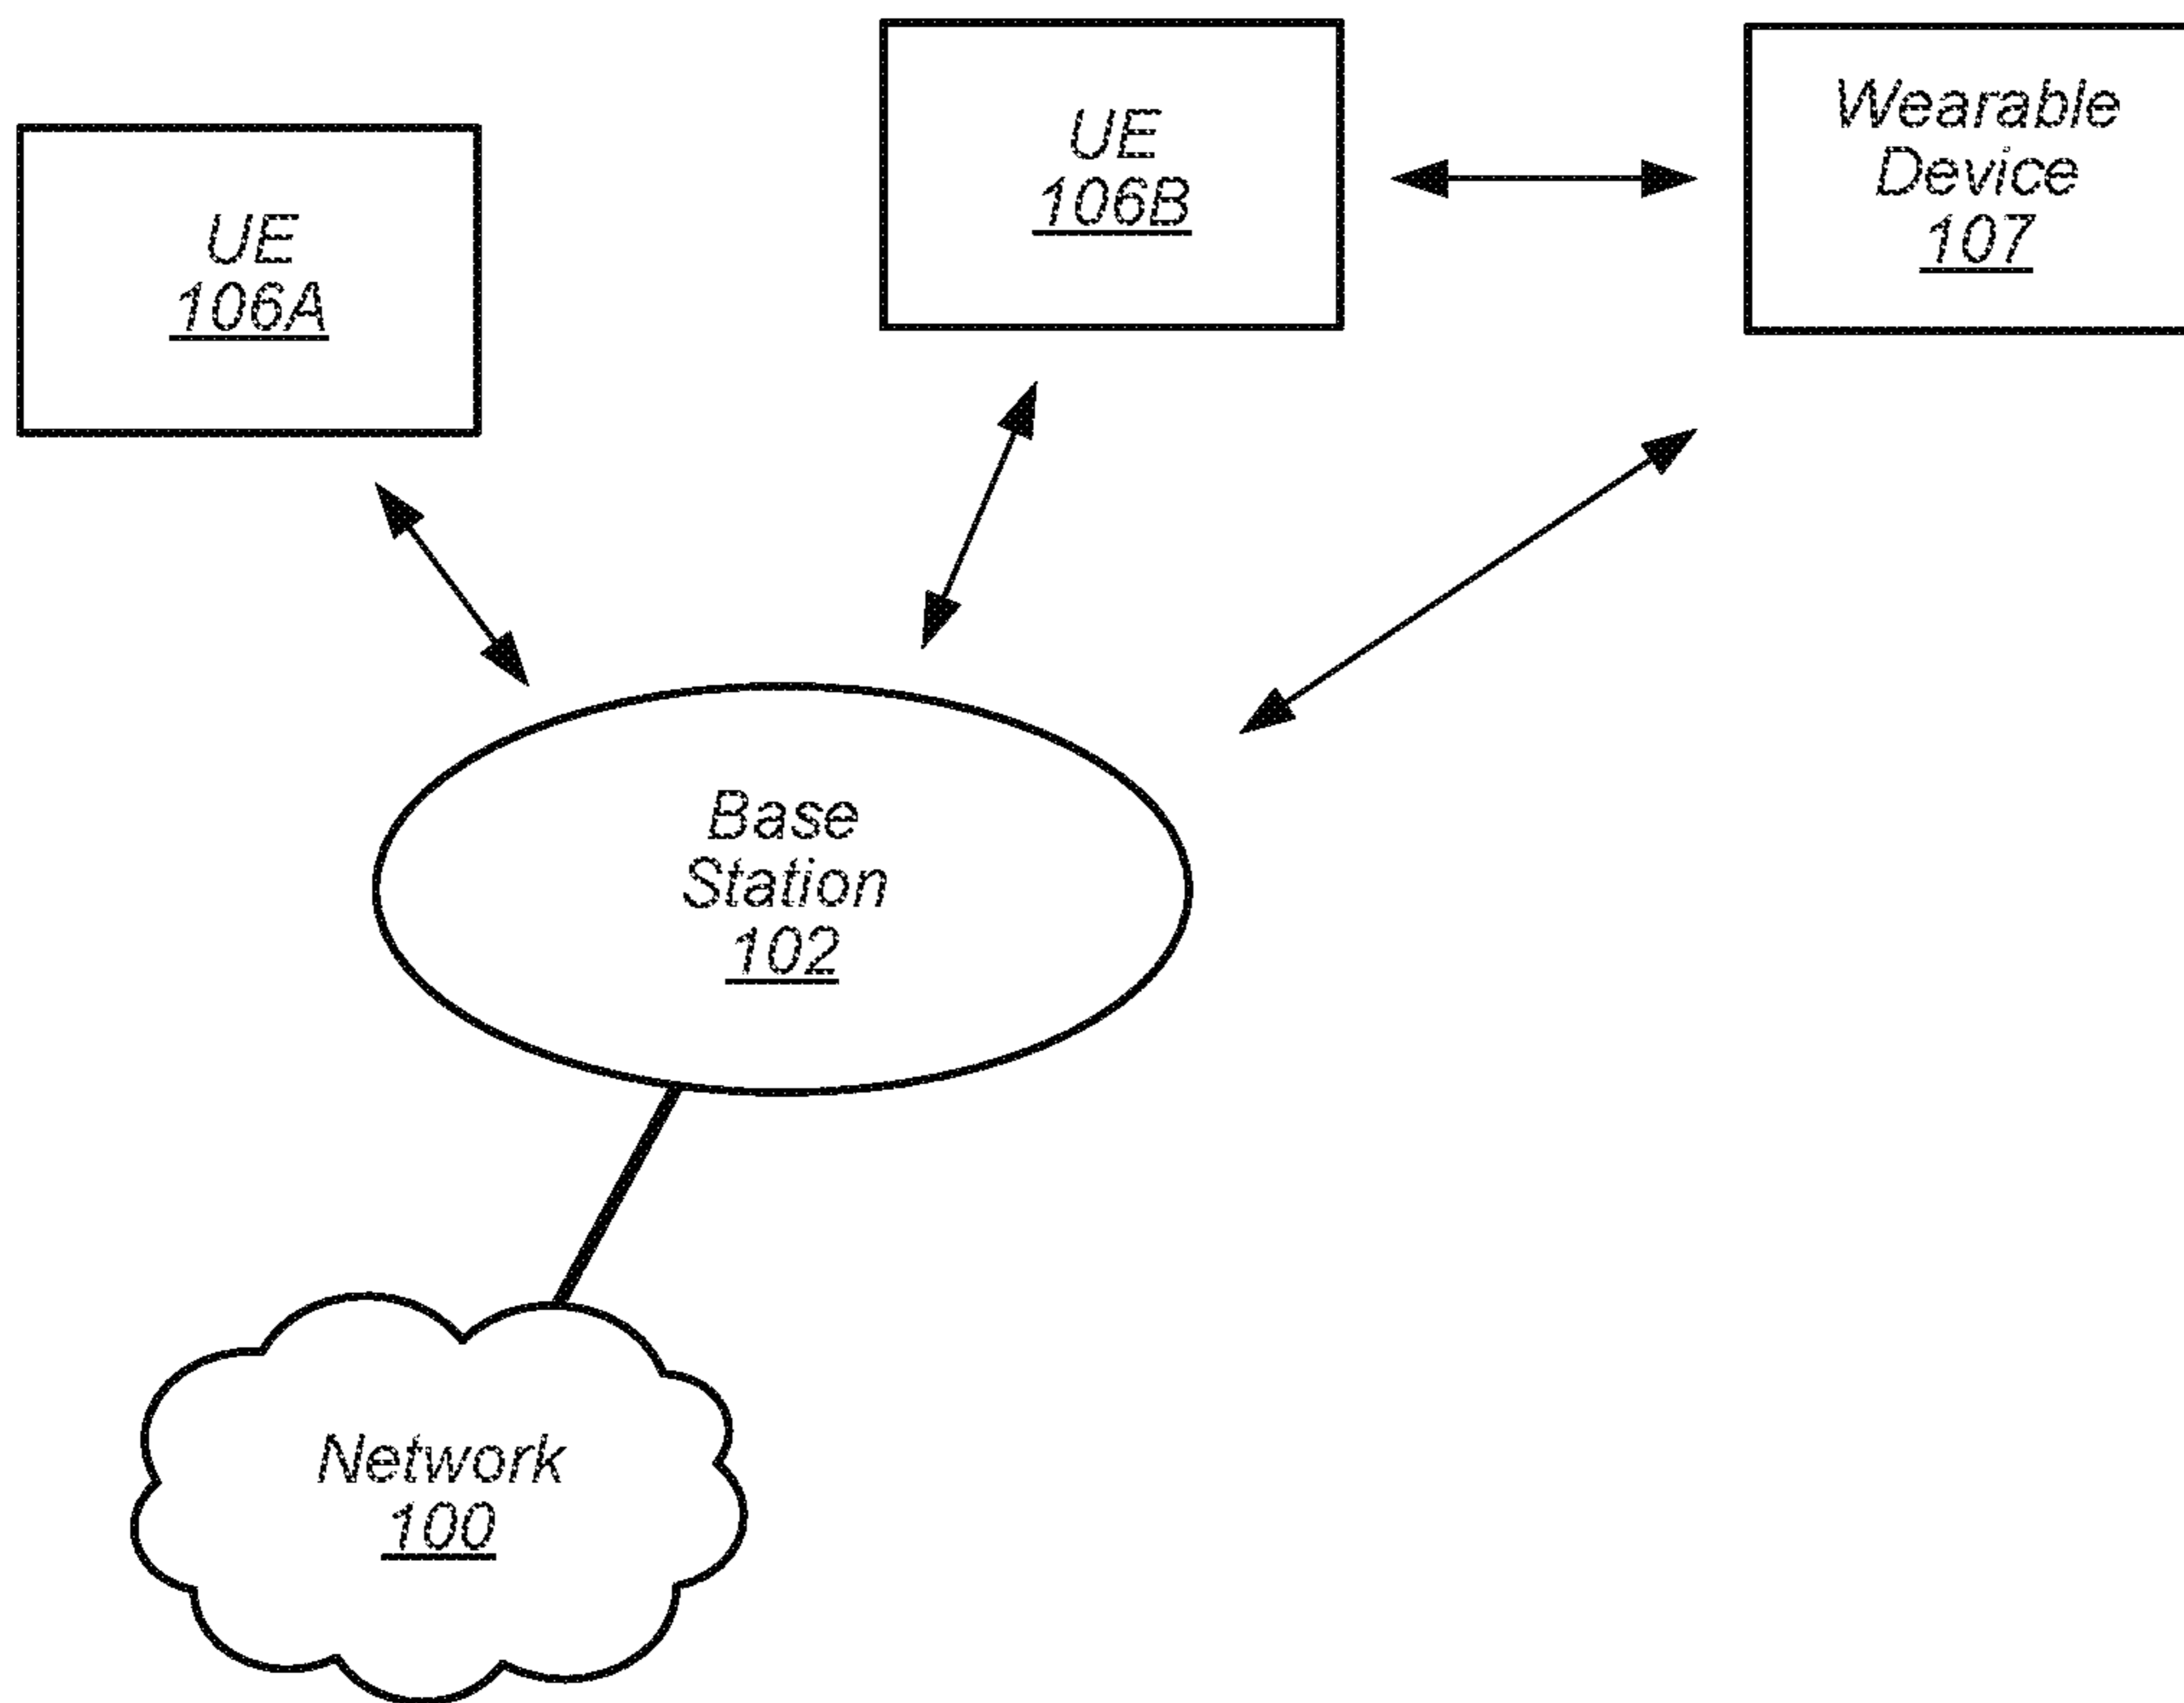 UE
106A
UE
106B
Wearable
Device
107
Base
Station
102
Network
100